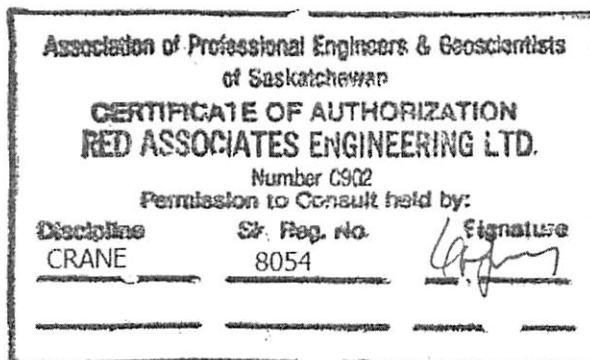 Association of Professional Engineers & Geoscientists
of Saskatchewan
CERTIFICATE OF AUTHORIZATION
RED ASSOCIATES ENGINEERING LTD.
Number C902
Permission to Consult held by:
Discipline Sk. Reg. No. Signature
CRANE 8054